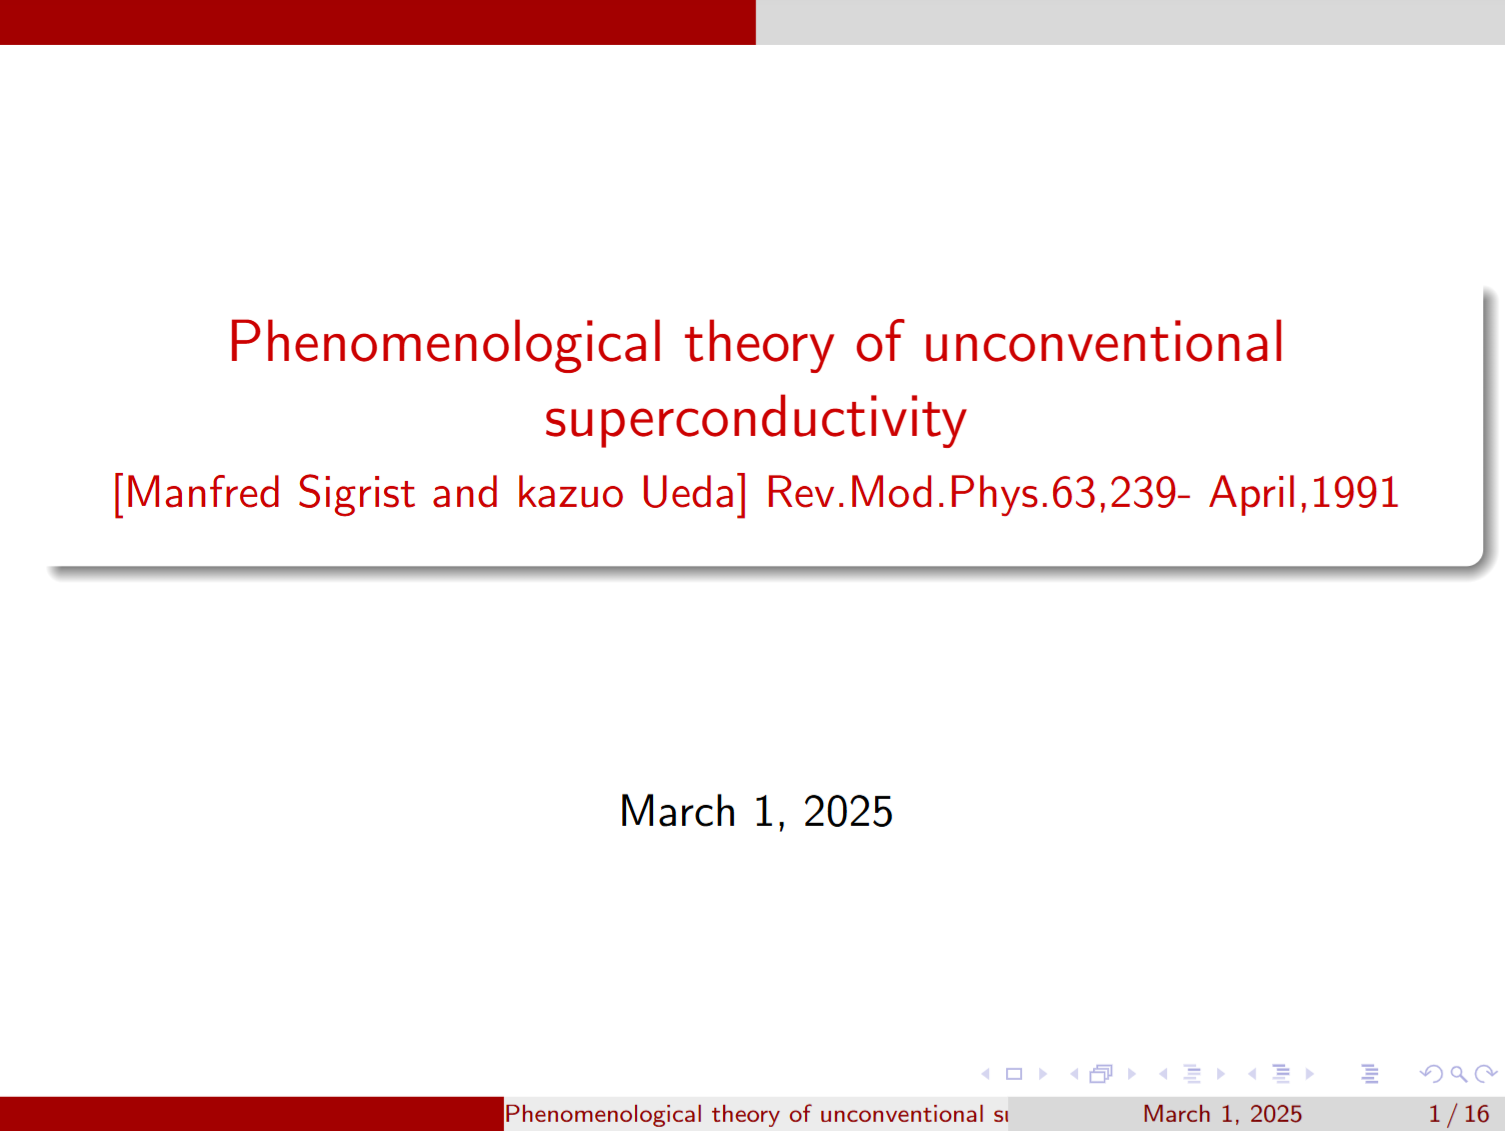 Phenomenological theory of unconventional
superconductivity
[Manfred Sigrist and kazuo Ueda] Rev.Mod.Phys.63,239- April,1991
March 1, 2025
Phenomenological theory of unconventional su March 1, 2025 1 / 16